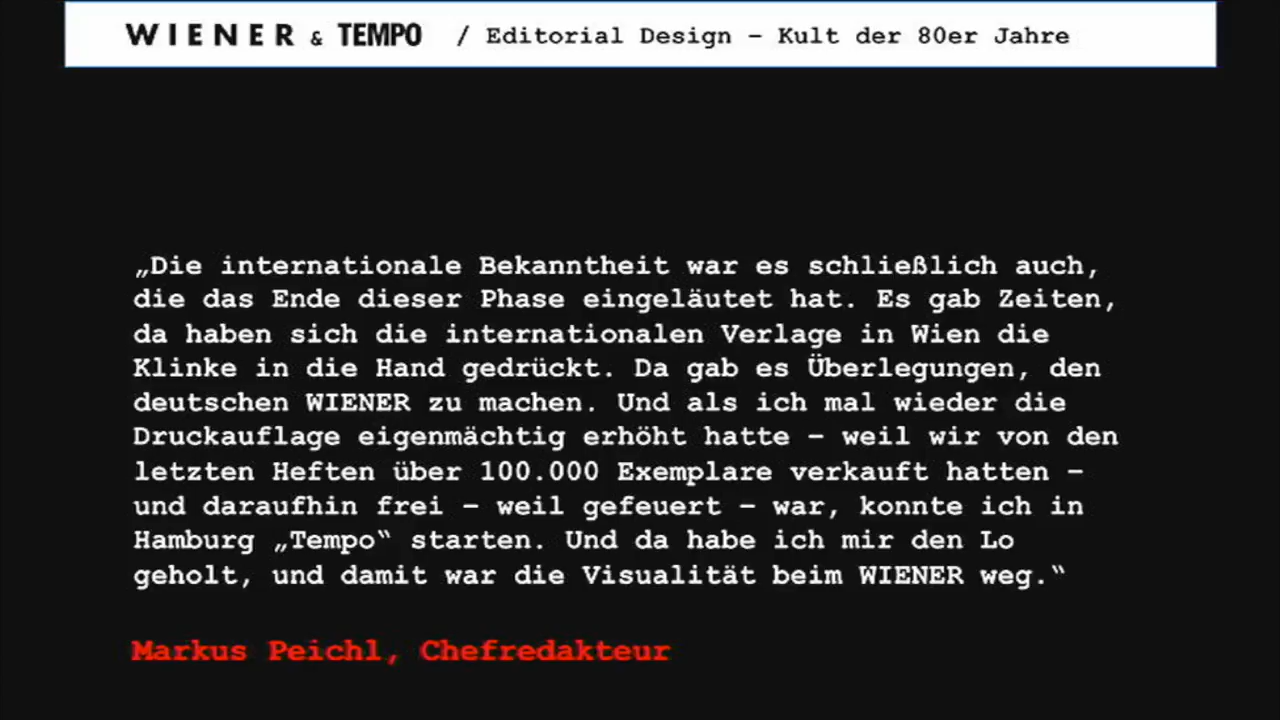 WIENER & TEMPO / Editorial Design – Kult der 80er Jahre
„Die internationale Bekanntheit war es schließlich auch,
die das Ende dieser Phase eingeläutet hat. Es gab Zeiten,
da haben sich die internationalen Verlage in Wien die
Klinke in die Hand gedrückt. Da gab es Überlegungen, den
deutschen WIENER zu machen. Und als ich mal wieder die
Druckauflage eigenmächtig erhöht hatte – weil wir von den
letzten Heften über 100.000 Exemplare verkauft hatten –
und daraufhin frei – weil gefeuert – war, konnte ich in
Hamburg „Tempo‟ starten. Und da habe ich mir den Lo
geholt, und damit war die Visualität beim WIENER weg.‟
Markus Peichl, Chefredakteur